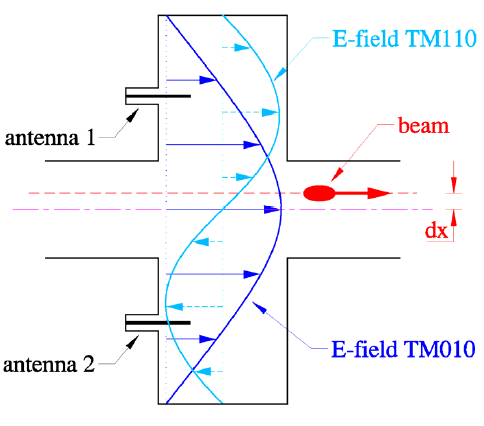 E-field TM110
antenna 1
beam
dx
antenna 2
E-field TM010